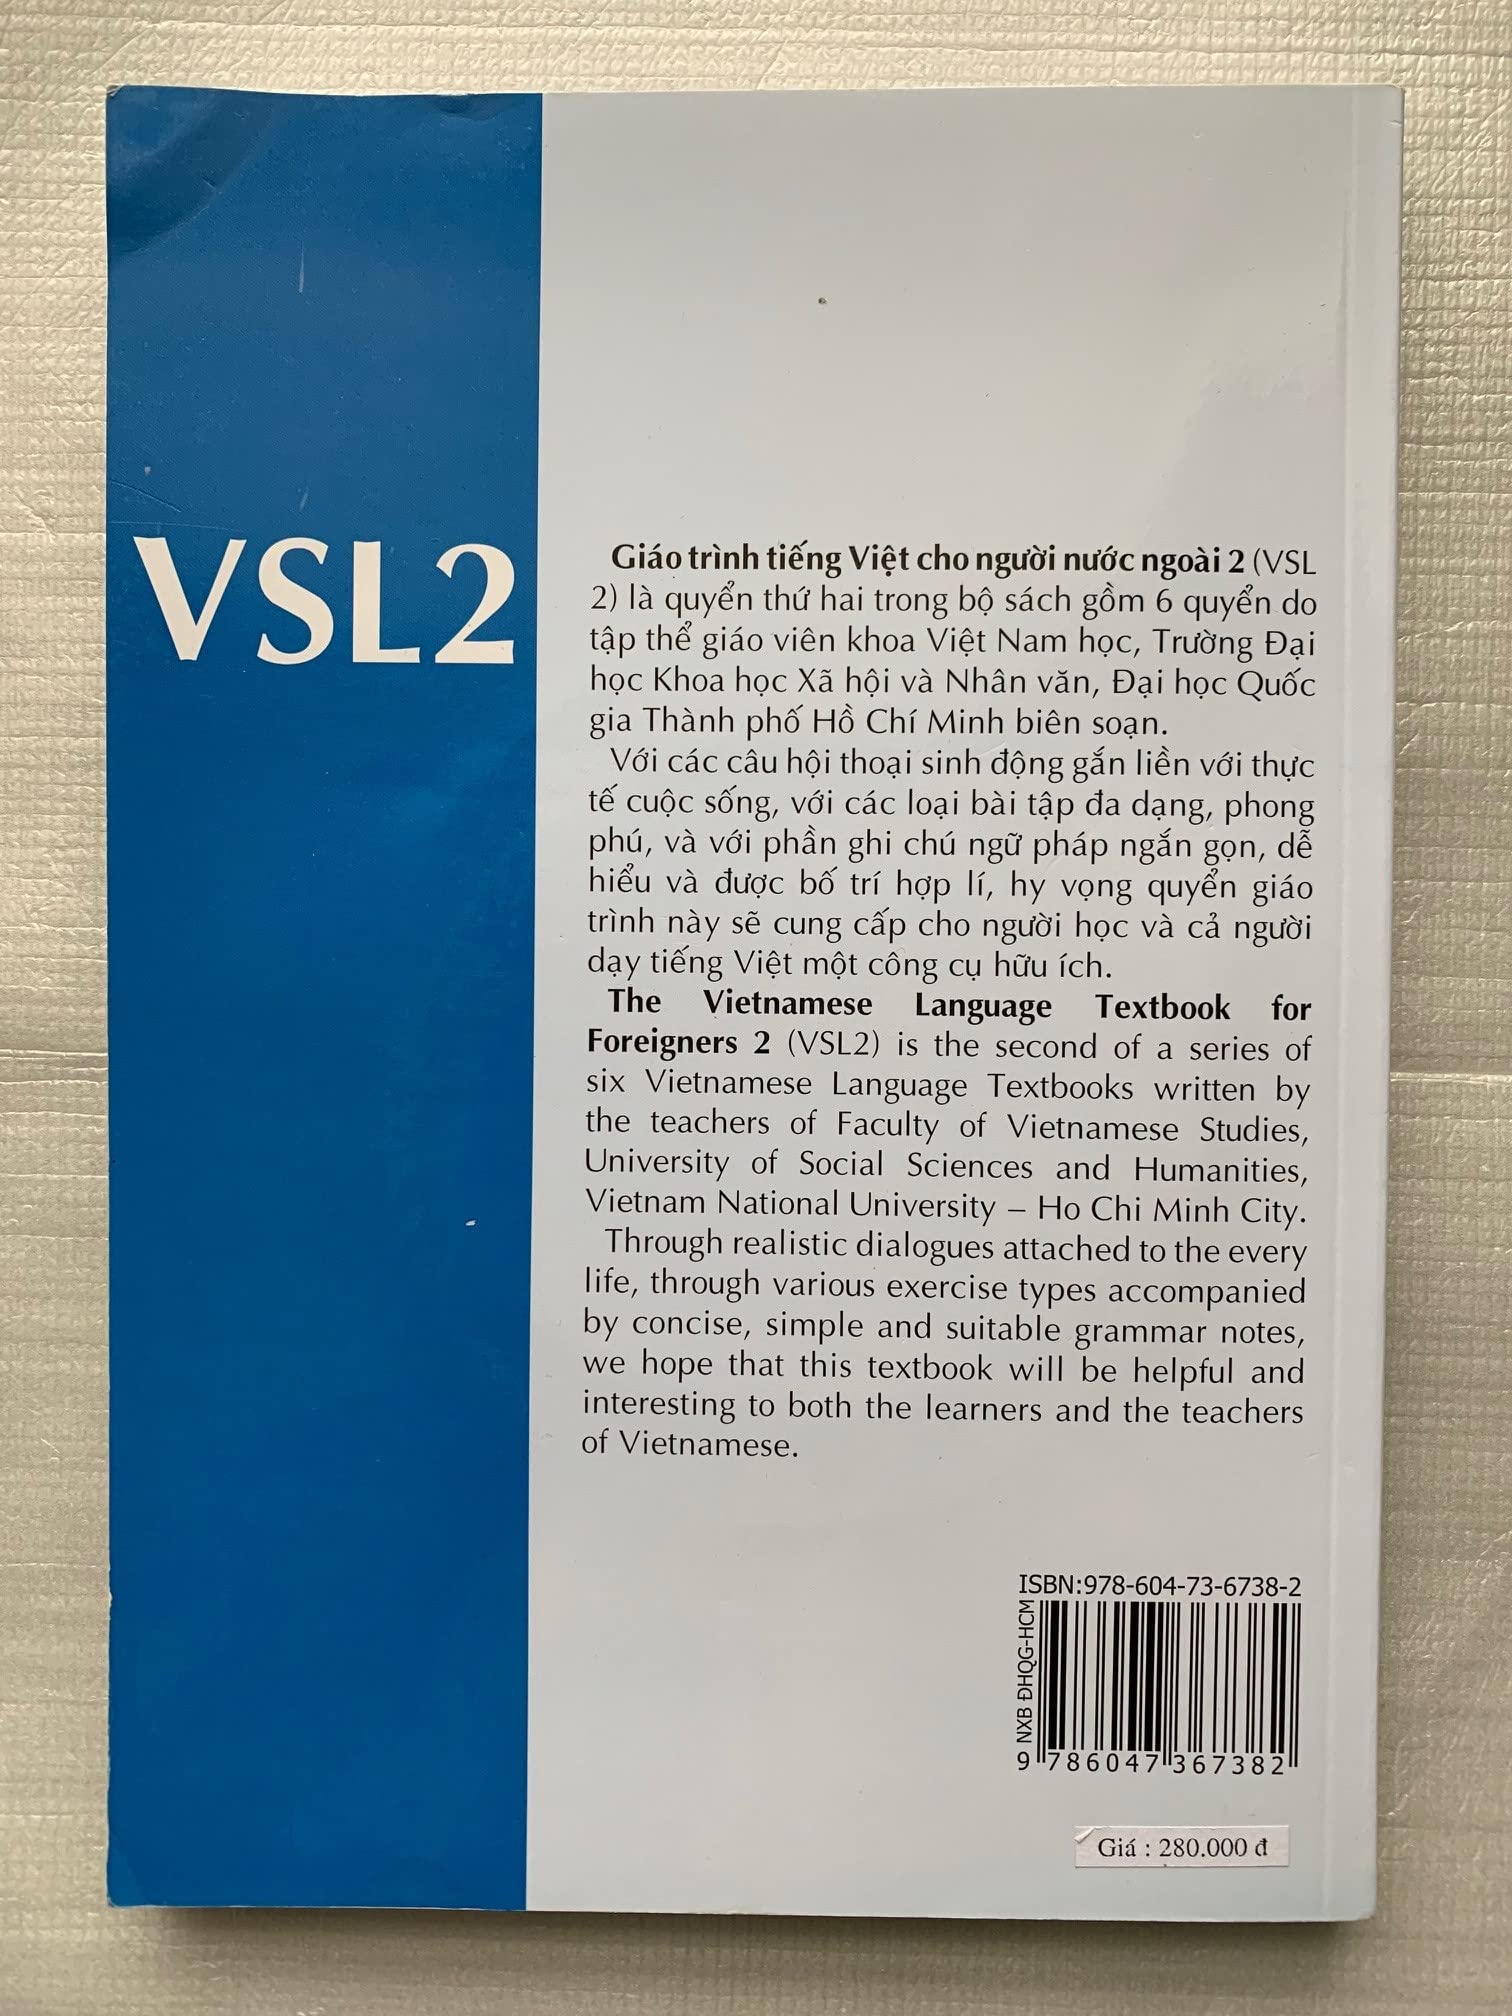 VSL2
Giáo trình tiếng Việt cho người nước ngoài 2 (VSL
2) là quyển thứ hai trong bộ sách gồm 6 quyển do
tập thể giáo viên khoa Việt Nam học, Trường Đại
học Khoa học Xã hội và Nhân văn, Đại học Quốc
gia Thành phố Hồ Chí Minh biên soạn.
Với các câu hội thoại sinh động gắn liền với thực
tế cuộc sống, với các loại bài tập đa dạng, phong
phú, và với phần ghi chú ngữ pháp ngắn gọn, dễ
hiểu và được bố trí hợp lí, hy vọng quyển giáo
trình này sẽ cung cấp cho người học và cả người
dạy tiếng Việt một công cụ hữu ích.
The Vietnamese Language Textbook for
Foreigners 2 (VSL2) is the second of a series of
six Vietnamese Language Textbooks written by
the teachers of Faculty of Vietnamese Studies,
University of Social Sciences and Humanities,
Vietnam National University – Ho Chi Minh City.
Through realistic dialogues attached to the every
life, through various exercise types accompanied
by concise, simple and suitable grammar notes,
we hope that this textbook will be helpful and
interesting to both the learners and the teachers
of Vietnamese.
ISBN:978-604-73-6738-2
NXB ĐHQG-HCM
9 786047 367382
Giá : 280.000 đ